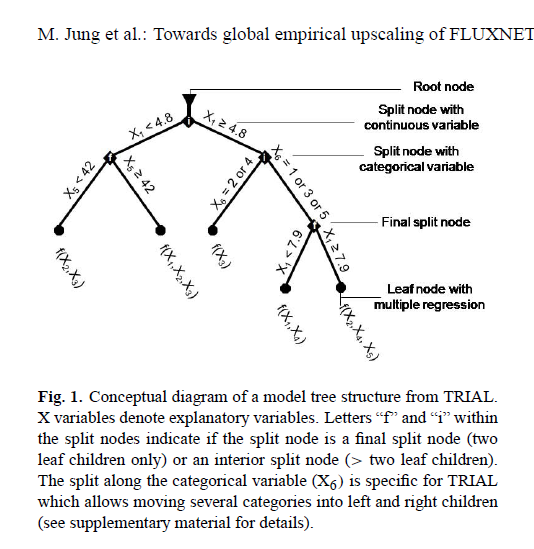 M. Jung et al.: Towards global empirical upscaling of FLUXNET
Root node
Split node with
continuous variable
Split node with
categorical variable
Final split node
Leaf node with
multiple regression
X₁ < 4.8
X₁ ≥ 4.8
X₅ < 42
X₅ ≥ 42
X₆ = 2 or 4
X₆ = 1 or 3 or 5
X₁ < 7.9
X₁ ≥ 7.9
f(X₂,X₃)
f(X₁,X₂,X₃)
f(X₃)
f(X₁,X₄)
f(X₂,X₄,X₅)
Fig. 1. Conceptual diagram of a model tree structure from TRIAL.
X variables denote explanatory variables. Letters “f” and “i” within
the split nodes indicate if the split node is a final split node (two
leaf children only) or an interior split node (> two leaf children).
The split along the categorical variable (X₆) is specific for TRIAL
which allows moving several categories into left and right children
(see supplementary material for details).